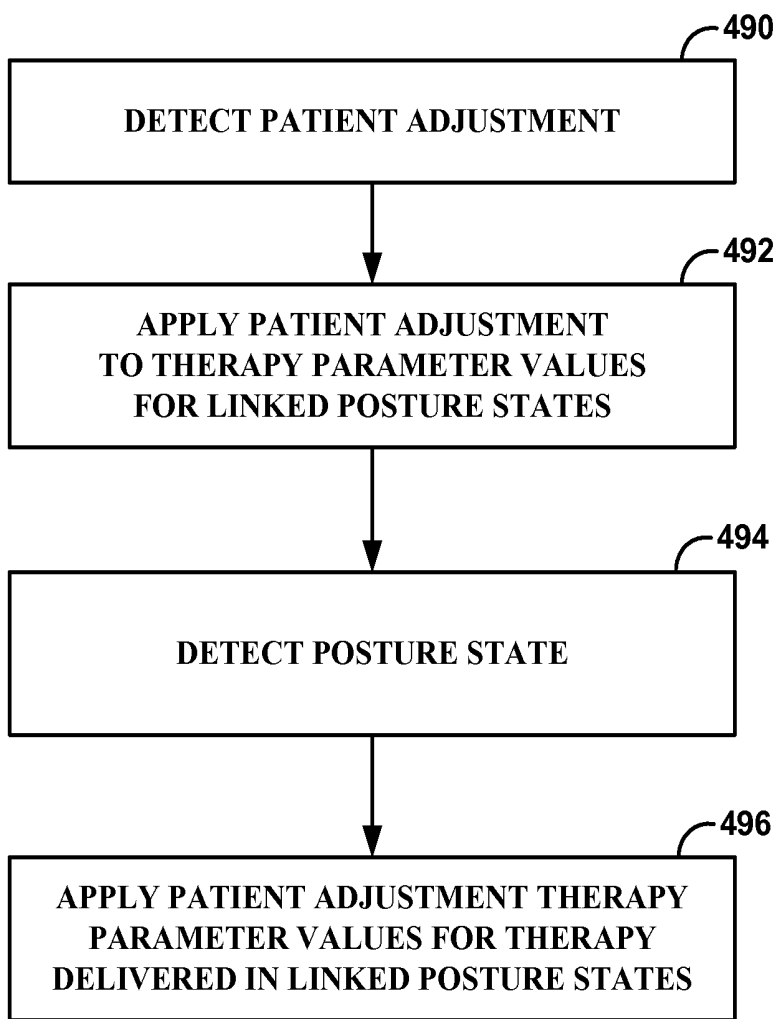 490
DETECT PATIENT ADJUSTMENT
492
APPLY PATIENT ADJUSTMENT
TO THERAPY PARAMETER VALUES
FOR LINKED POSTURE STATES
494
DETECT POSTURE STATE
496
APPLY PATIENT ADJUSTMENT THERAPY
PARAMETER VALUES FOR THERAPY
DELIVERED IN LINKED POSTURE STATES